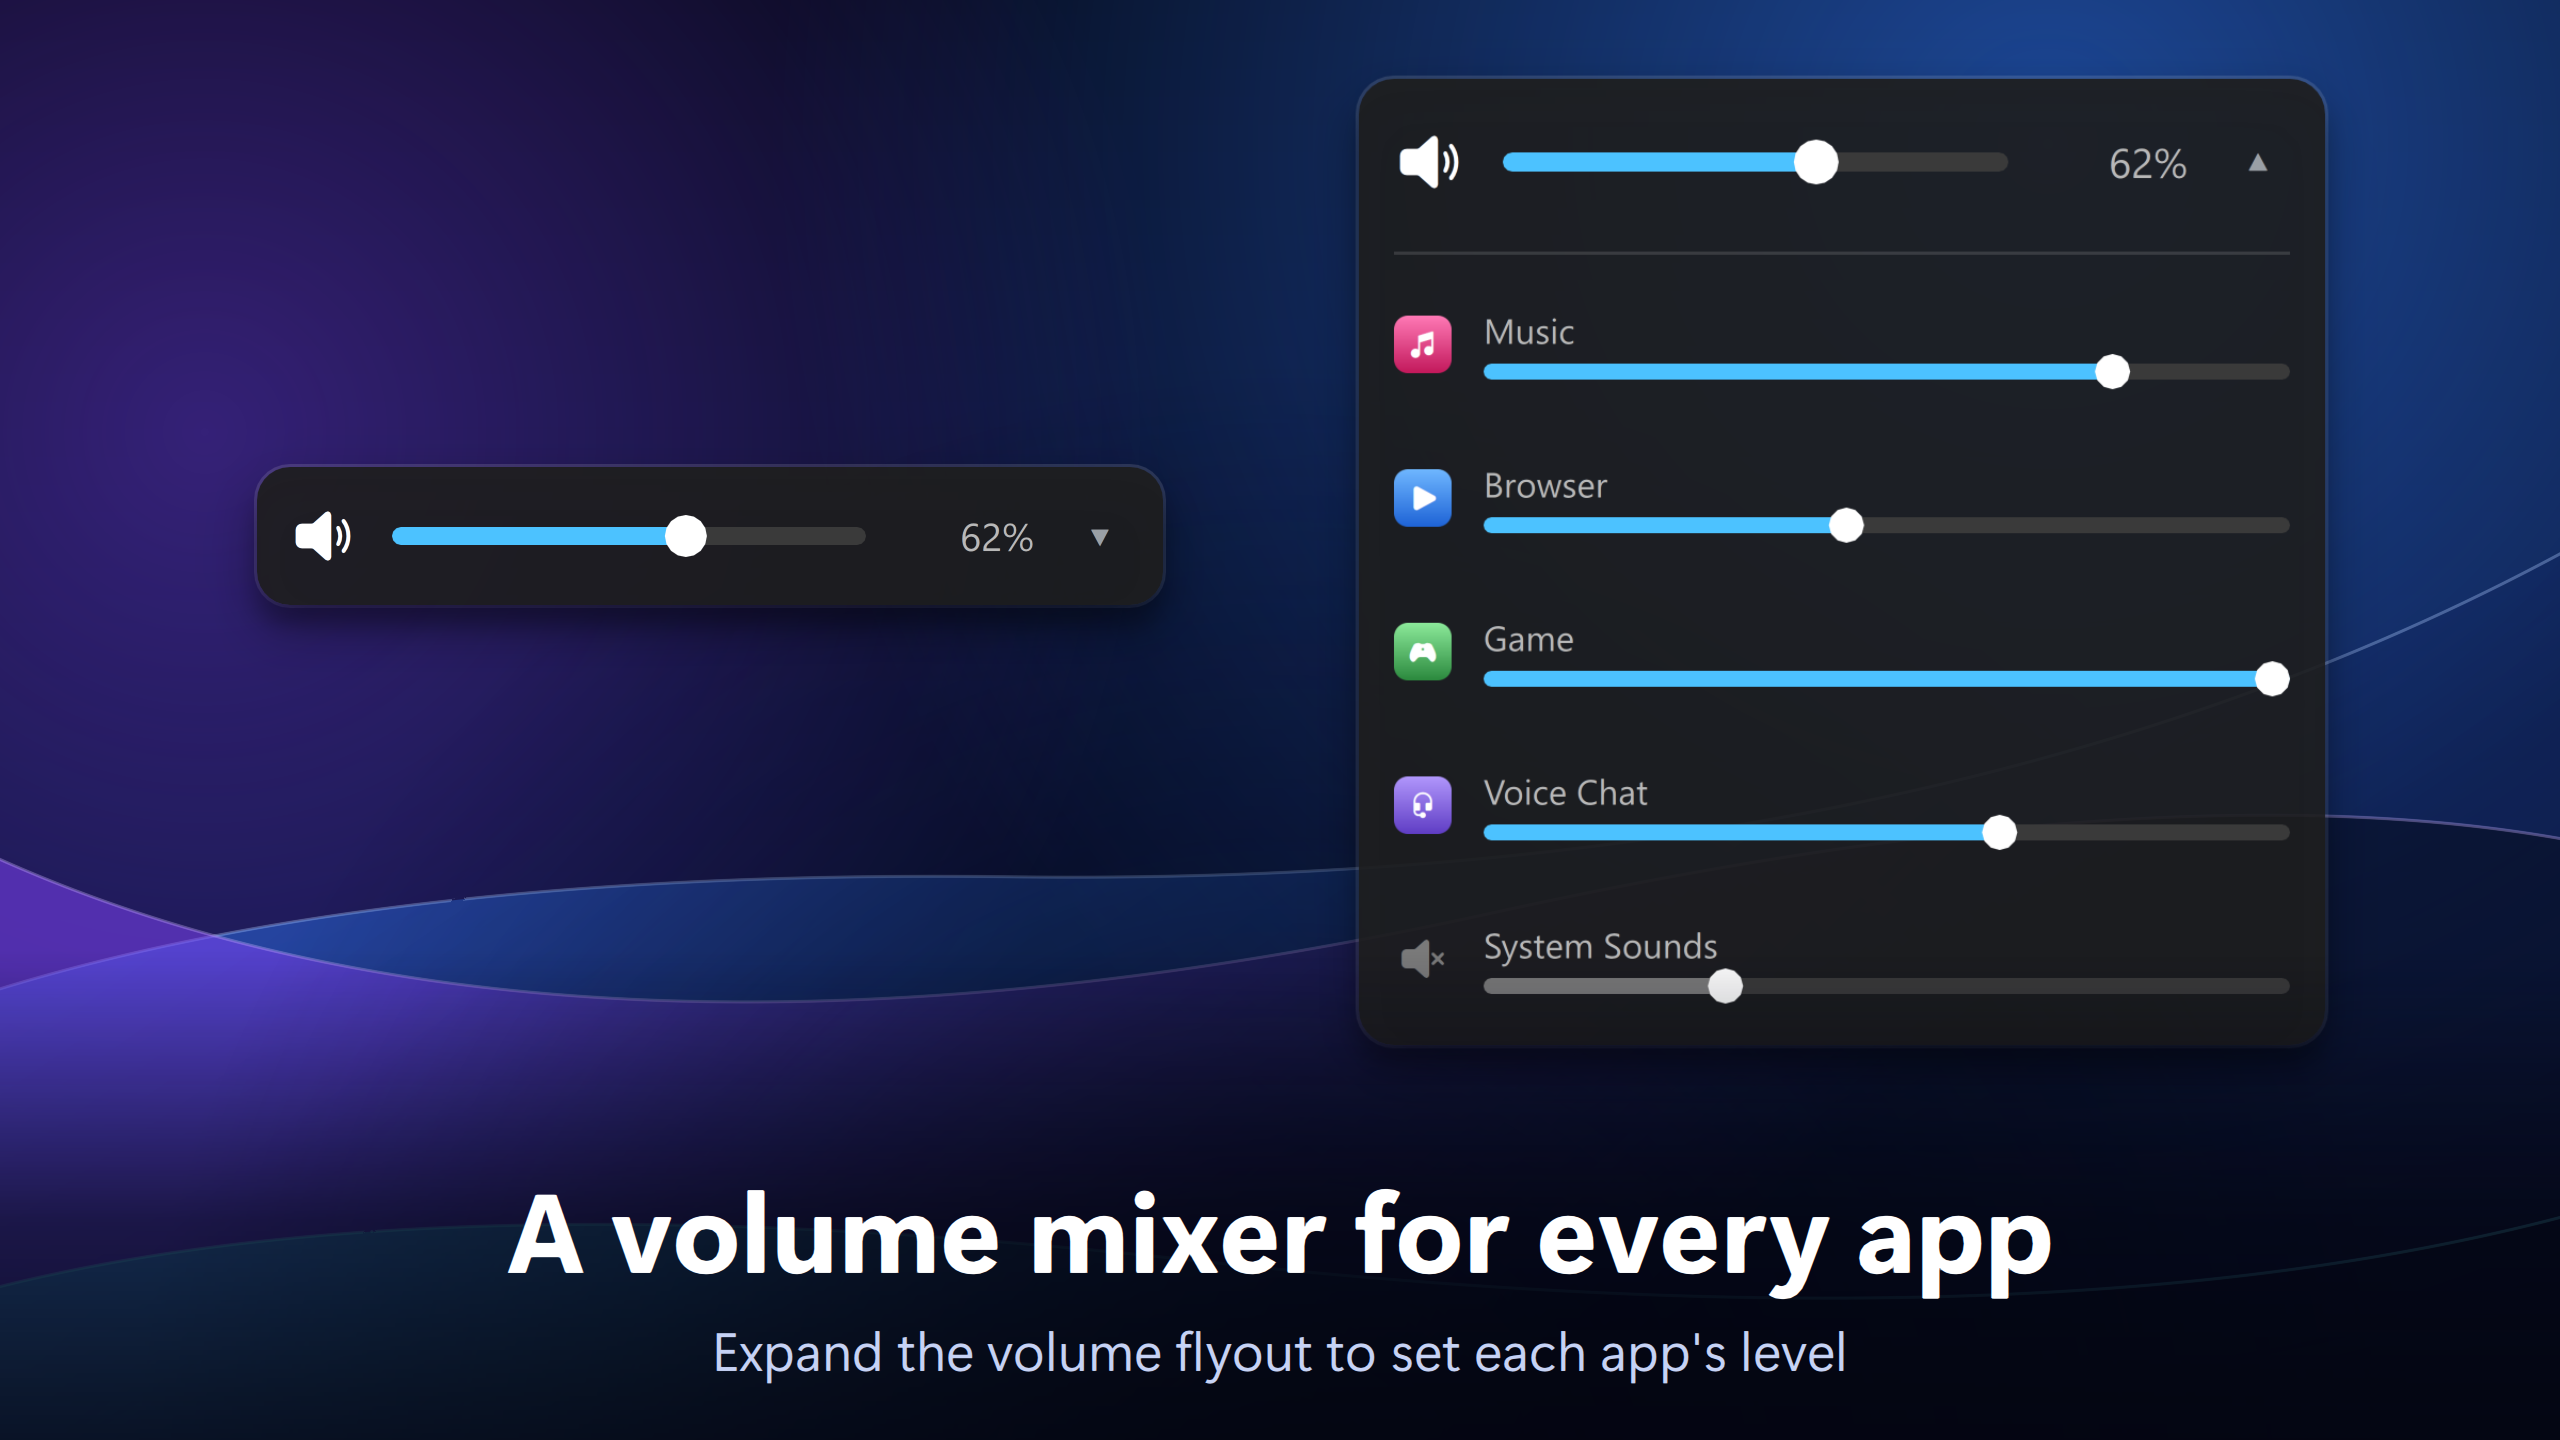 62% ▼
62% ▲
Music
Browser
Game
Voice Chat
System Sounds
A volume mixer for every app
Expand the volume flyout to set each app's level